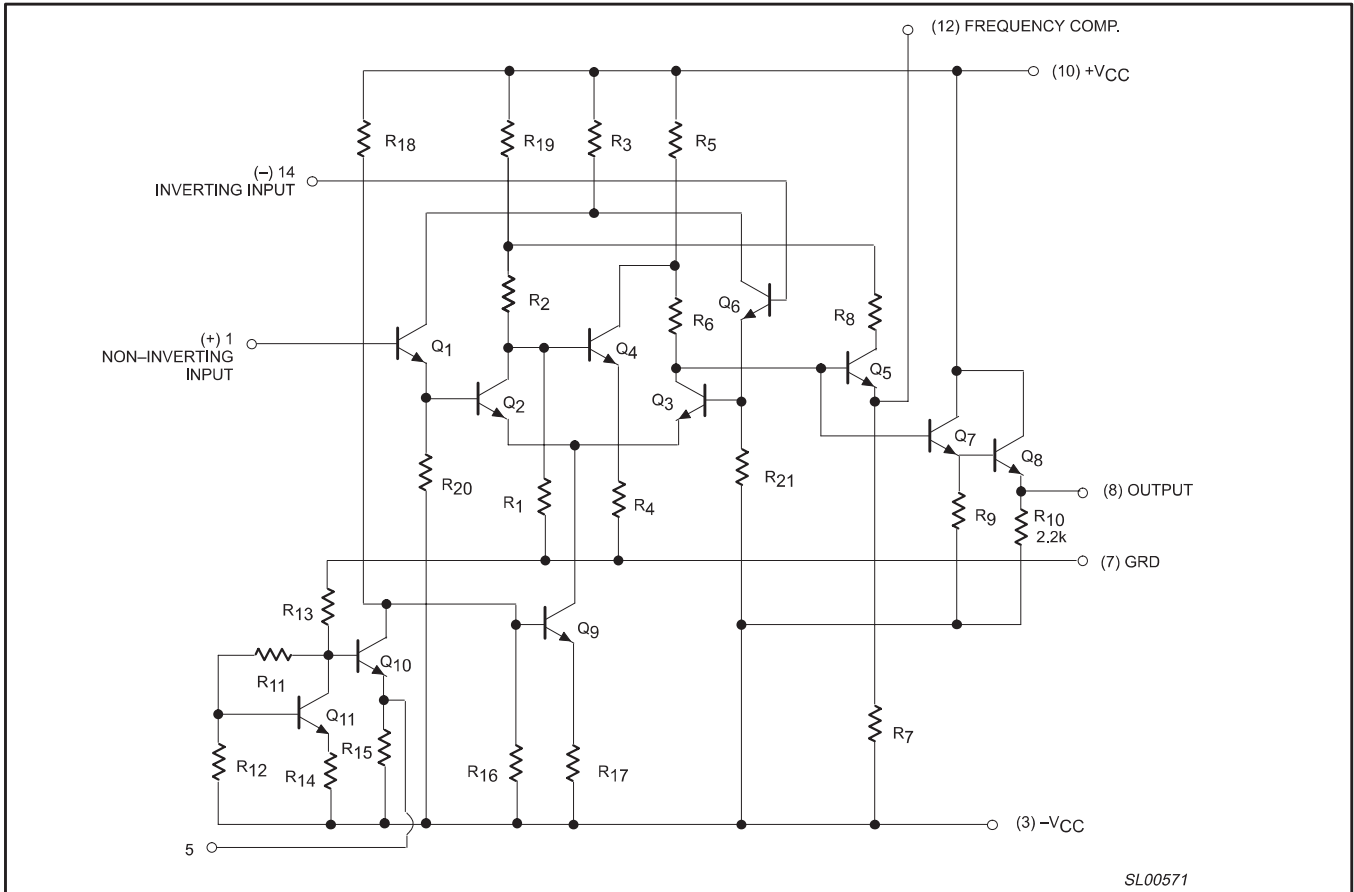 (12) FREQUENCY COMP.
(10) +VCC
R18
R19
R3
R5
(–) 14
INVERTING INPUT
R2
R6
Q6
R8
(+) 1
NON–INVERTING
INPUT
Q1
Q4
Q5
Q2
Q3
Q7
Q8
R20
R1
R4
R21
R9
R10
2.2k
(8) OUTPUT
(7) GRD
R13
Q9
R11
Q10
Q11
R12
R14
R15
R16
R17
R7
(3) –VCC
5
SL00571